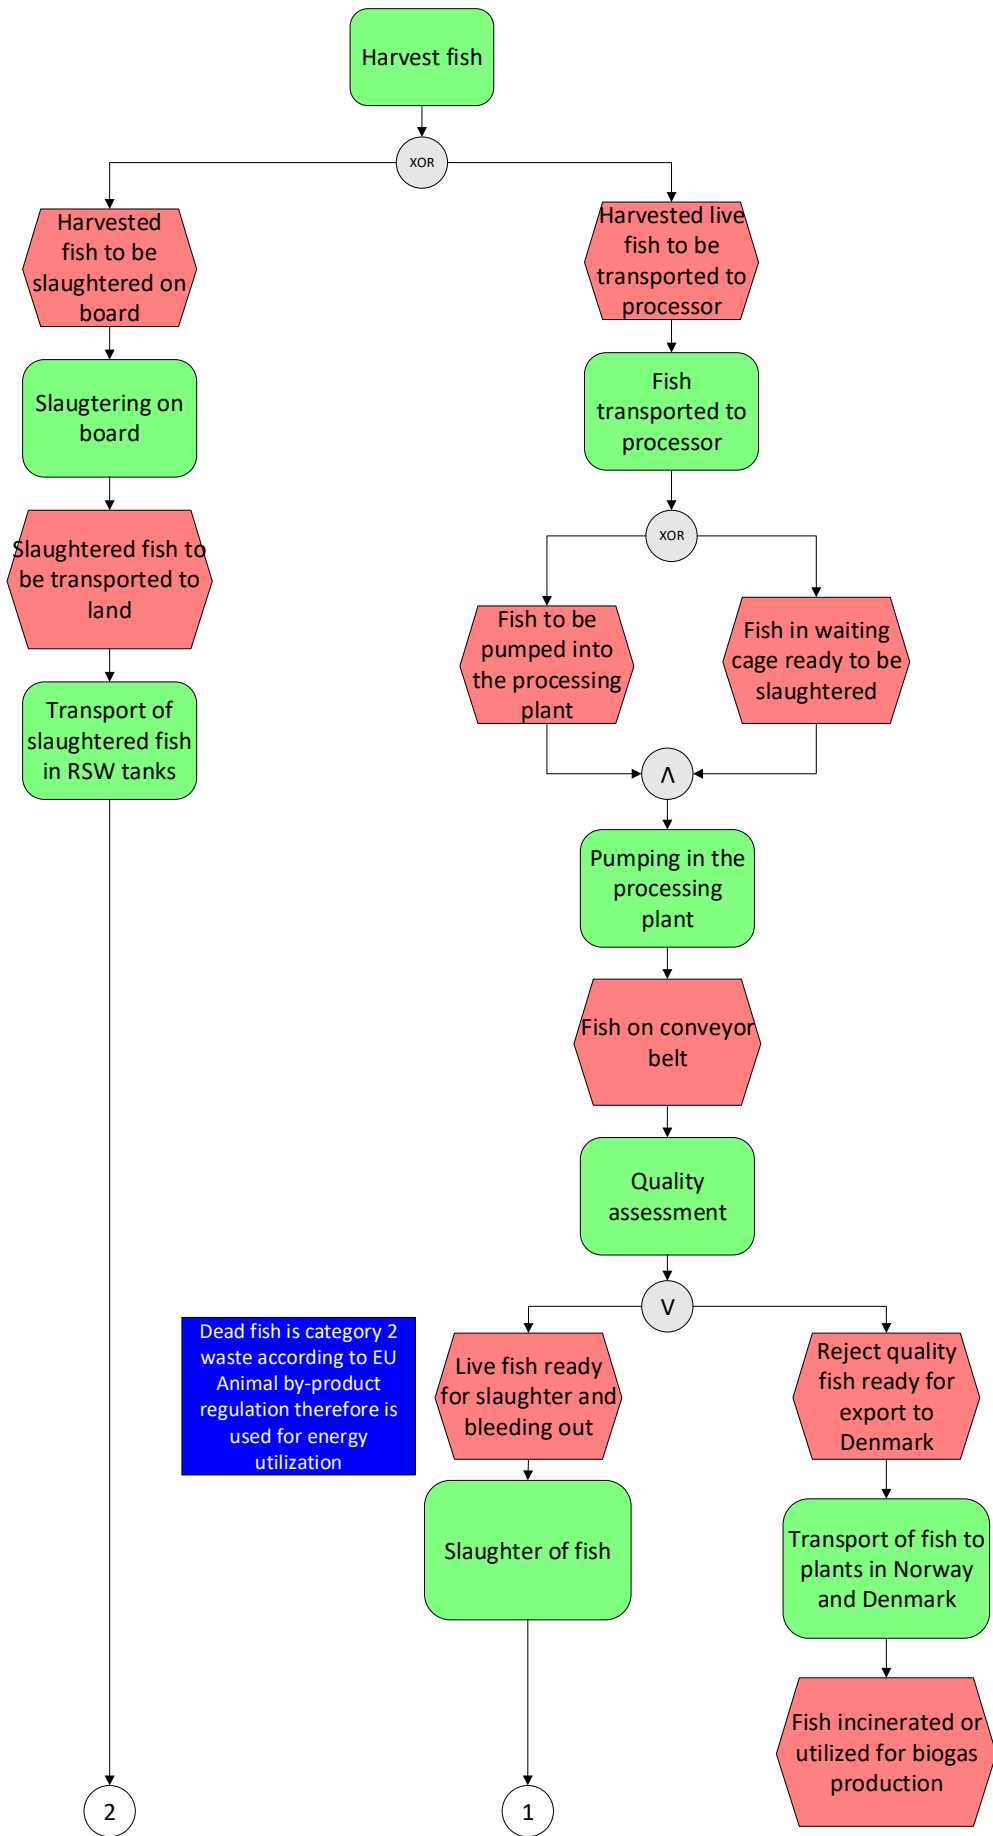 Harvest fish
XOR
Harvested
fish to be
slaughtered on
board
Harvested live
fish to be
transported to
processor
Slaugtering on
board
Fish
transported to
processor
Slaughtered fish to
be transported to
land
XOR
Fish to be
pumped into
the processing
plant
Fish in waiting
cage ready to be
slaughtered
Transport of
slaughtered fish
in RSW tanks
Λ
Pumping in the
processing
plant
Fish on conveyor
belt
Quality
assessment
V
Dead fish is category 2
waste according to EU
Animal by-product
regulation therefore is
used for energy
utilization
Live fish ready
for slaughter and
bleeding out
Reject quality
fish ready for
export to
Denmark
Slaughter of fish
Transport of fish to
plants in Norway
and Denmark
Fish incinerated or
utilized for biogas
production
2
1